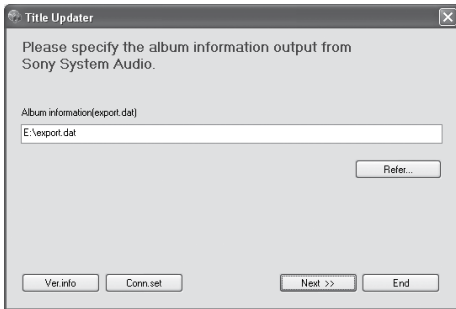 Title Updater
Please specify the album information output from
Sony System Audio.
Album information(export.dat)
E:\export.dat
Refer...
Ver.info
Conn.set
Next >>
End